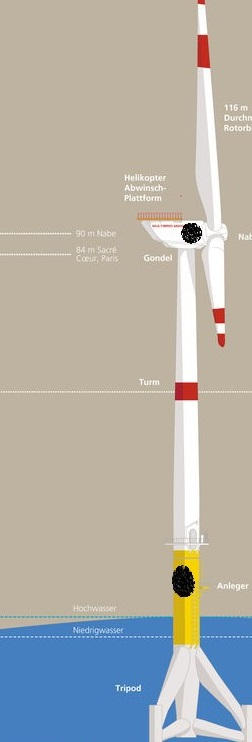 116 m
Durchm
Rotorb
Helikopter
Abwinsch-
Plattform
90 m Nabe
Nab
84 m Sacré
Cœur, Paris
Gondel
Turm
Anleger
Hochwasser
Niedrigwasser
Tripod